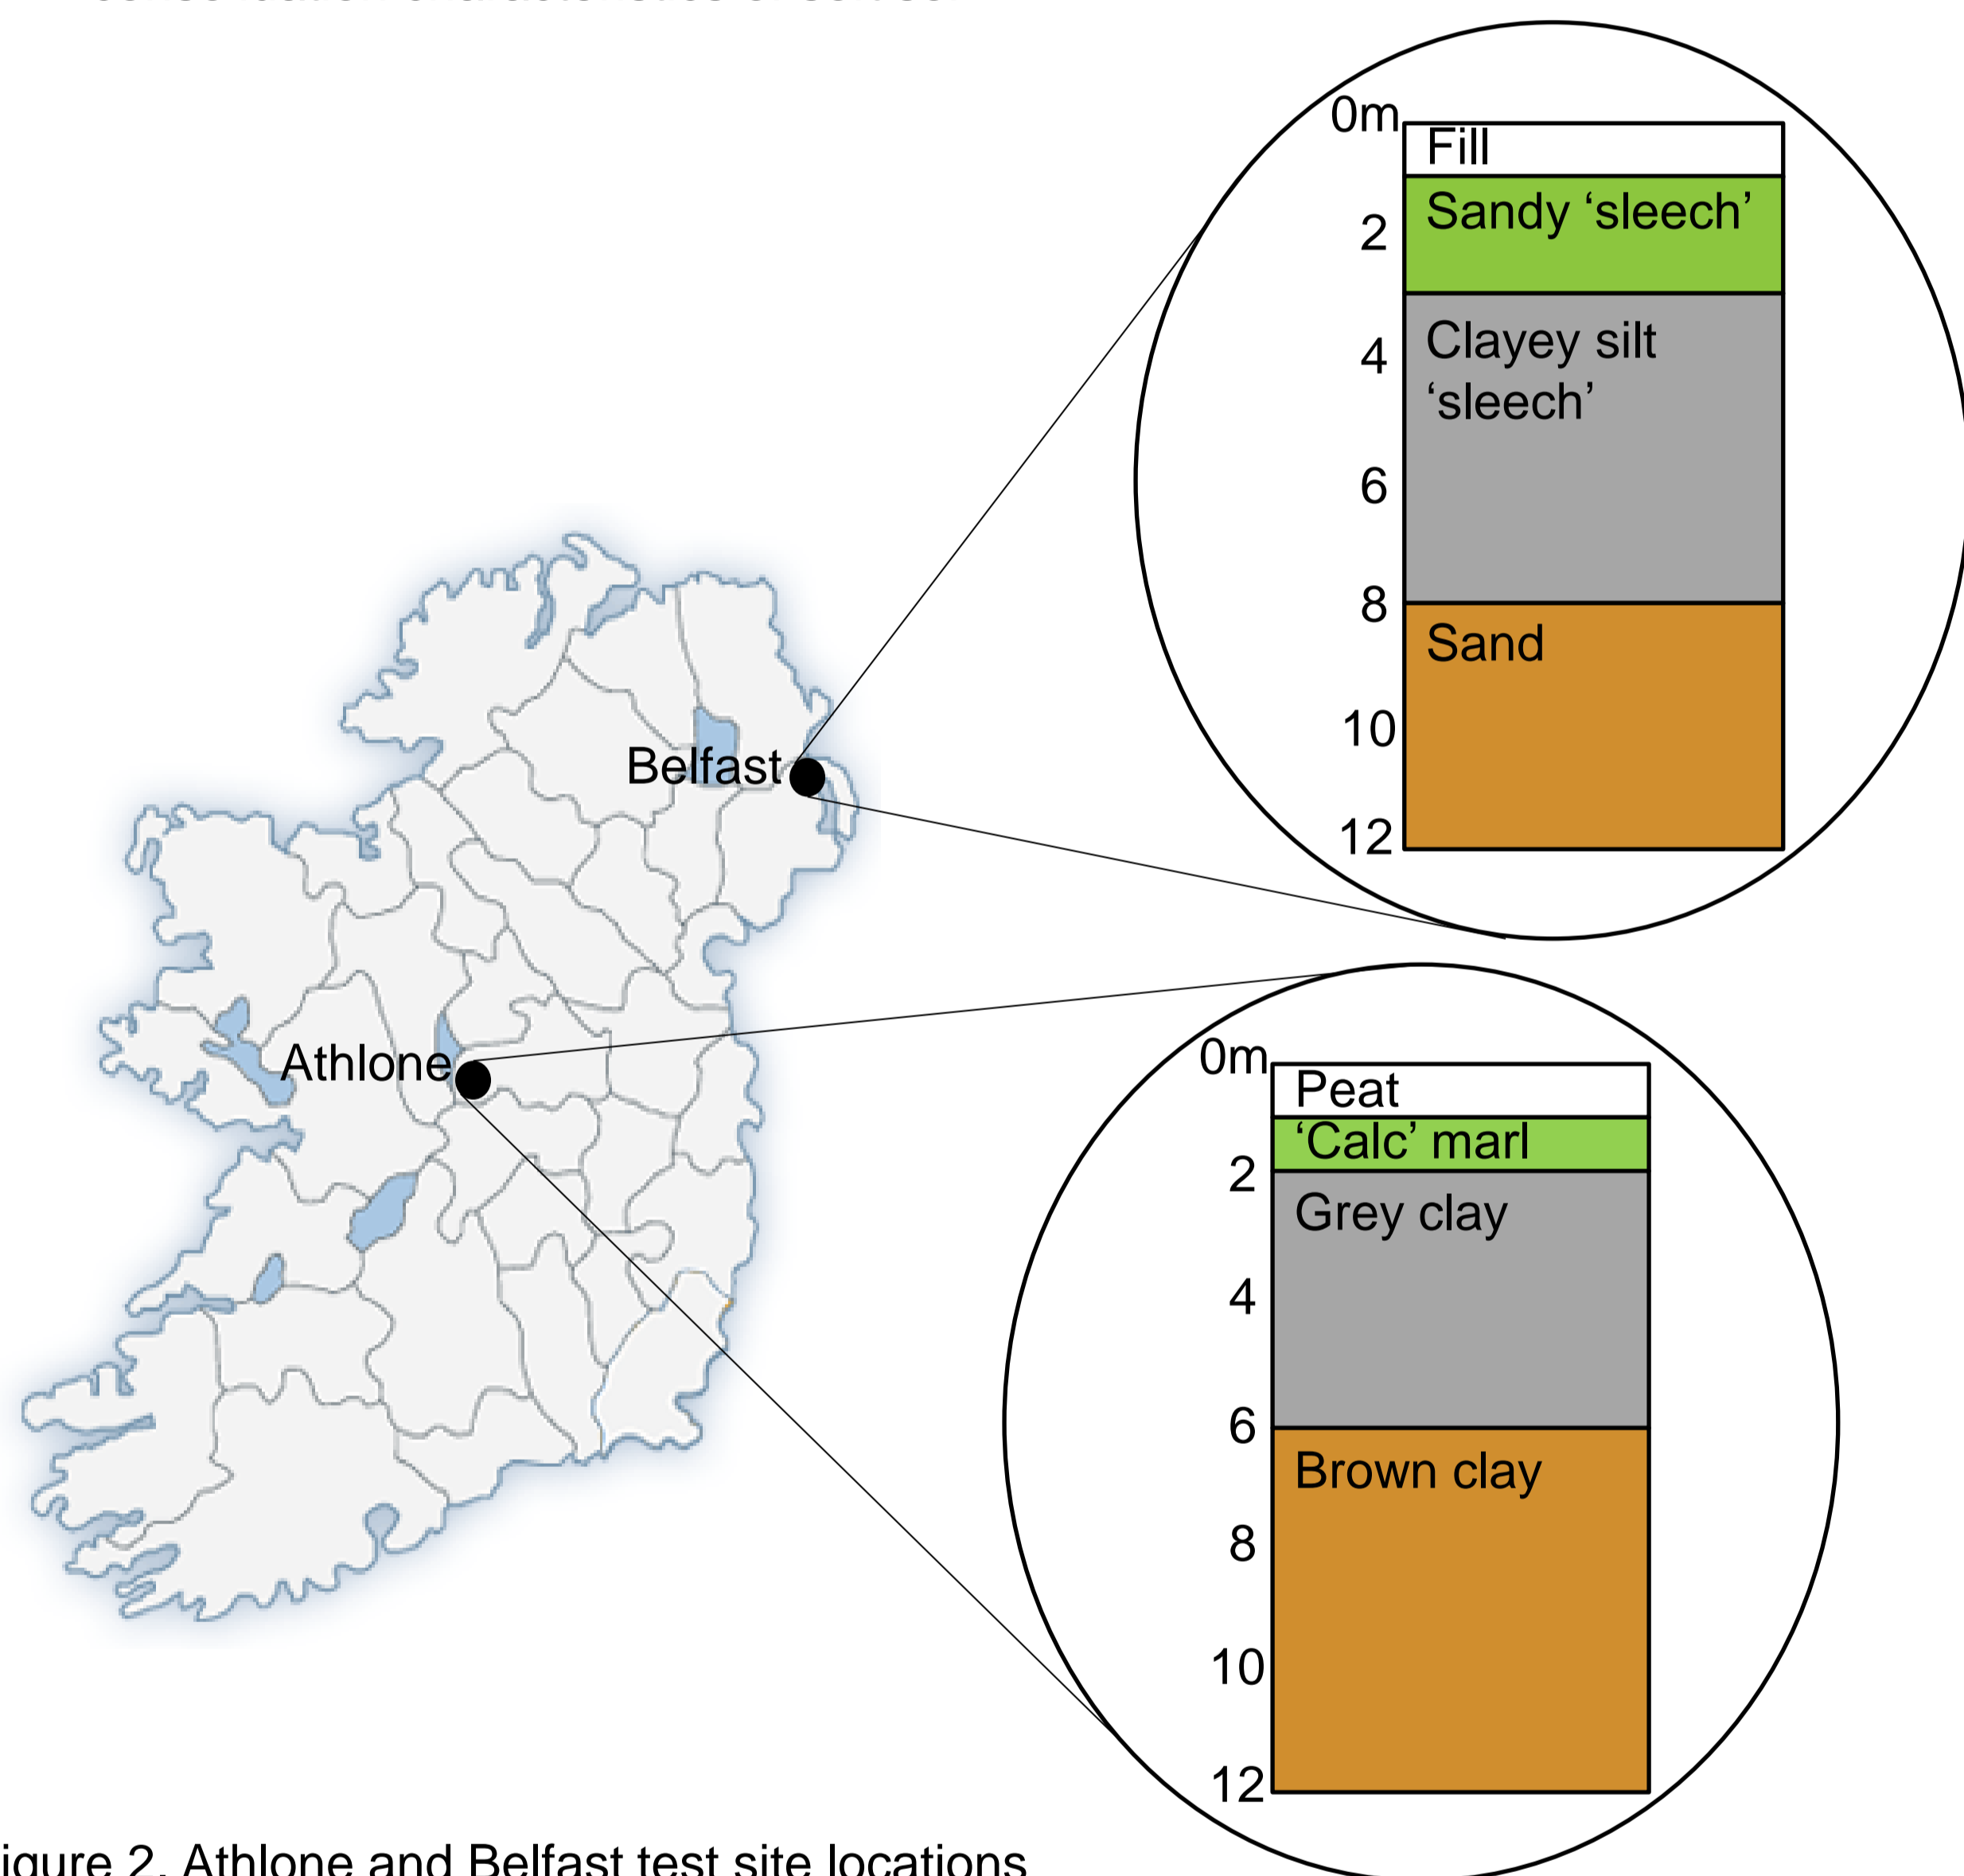 0m
Fill
Sandy ‘sleech’
2
Clayey silt
4
‘sleech’
6
8
Sand
10
12
Belfast
Athlone
0m
Peat
‘Calc’ marl
2
Grey clay
4
6
Brown clay
8
10
12
igure 2. Athlone and Belfast test site locations